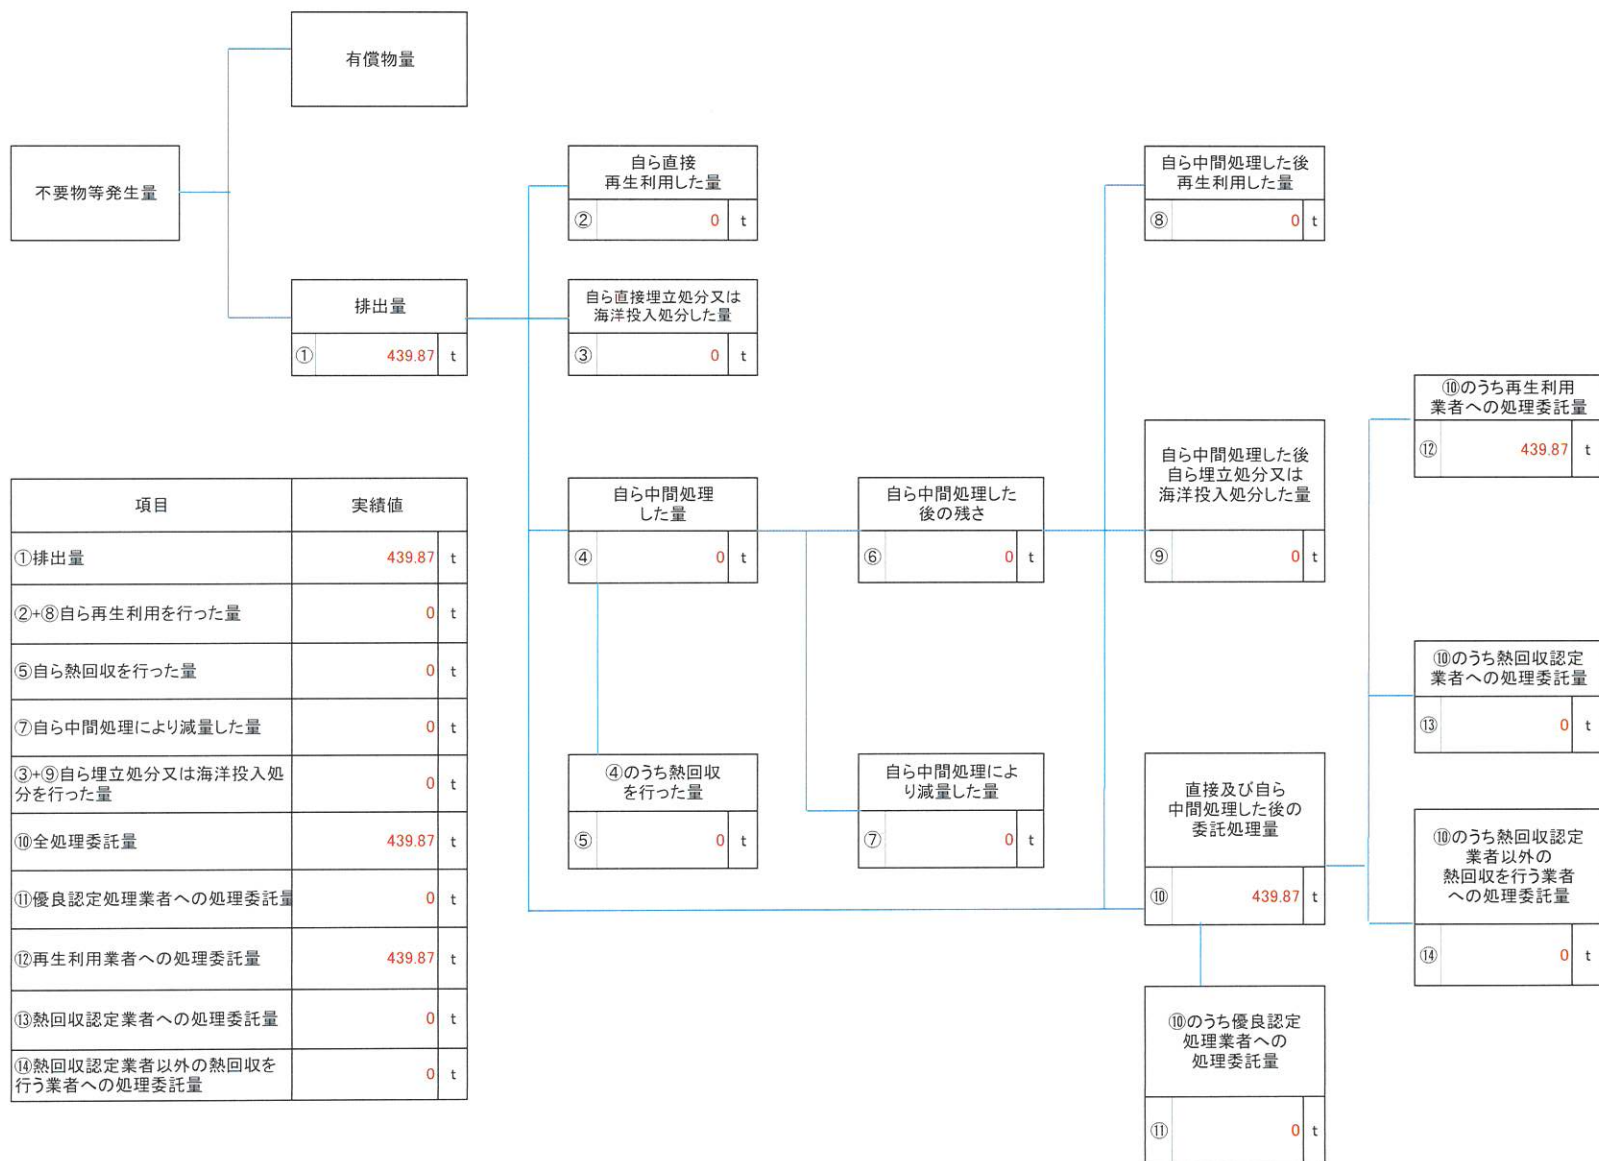 有償物量
不要物等発生量
排出量
① 439.87 t
自ら直接
再生利用した量
② 0 t
自ら直接埋立処分又は
海洋投入処分した量
③ 0 t
自ら中間処理
した量
④ 0 t
④のうち熱回収
を行った量
⑤ 0 t
自ら中間処理した
後の残さ
⑥ 0 t
自ら中間処理によ
り減量した量
⑦ 0 t
自ら中間処理した後
再生利用した量
⑧ 0 t
自ら中間処理した後
自ら埋立処分又は
海洋投入処分した量
⑨ 0 t
直接及び自ら
中間処理した後の
委託処理量
⑩ 439.87 t
⑩のうち優良認定
処理業者への
処理委託量
⑪ 0 t
⑩のうち再生利用
業者への処理委託量
⑫ 439.87 t
⑩のうち熱回収認定
業者への処理委託量
⑬ 0 t
⑩のうち熱回収認定
業者以外の
熱回収を行う業者
への処理委託量
⑭ 0 t
項目 実績値
①排出量 439.87 t
②+⑧自ら再生利用を行った量 0 t
⑤自ら熱回収を行った量 0 t
⑦自ら中間処理により減量した量 0 t
③+⑨自ら埋立処分又は海洋投入処
分を行った量 0 t
⑩全処理委託量 439.87 t
⑪優良認定処理業者への処理委託量 0 t
⑫再生利用業者への処理委託量 439.87 t
⑬熱回収認定業者への処理委託量 0 t
⑭熱回収認定業者以外の熱回収を
行う業者への処理委託量 0 t